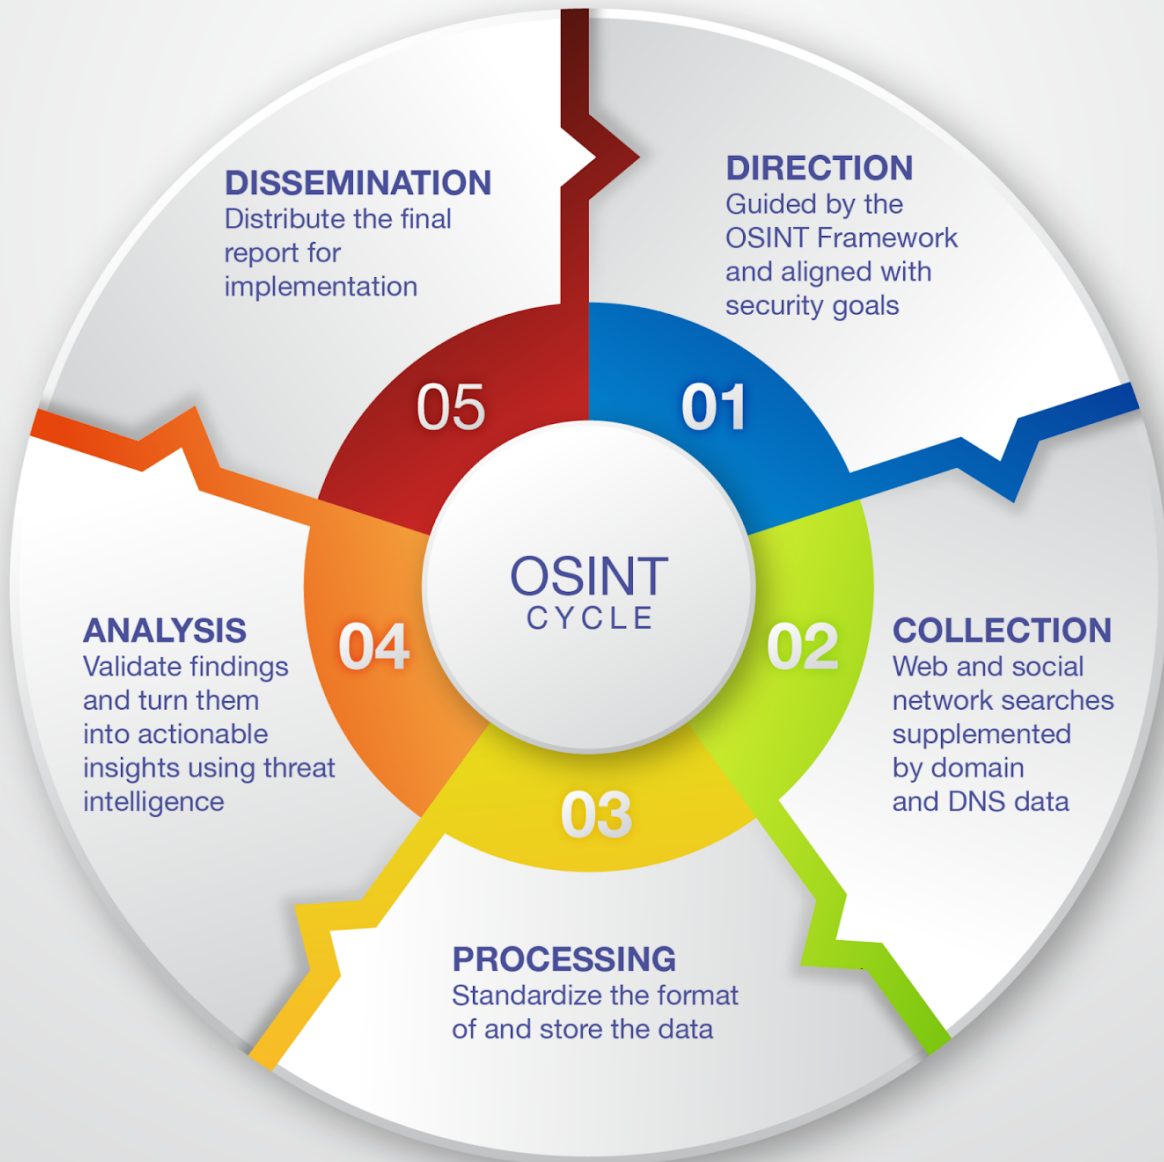 OSINT
CYCLE
01
DIRECTION
Guided by the
OSINT Framework
and aligned with
security goals
02
COLLECTION
Web and social
network searches
supplemented
by domain
and DNS data
03
PROCESSING
Standardize the format
of and store the data
04
ANALYSIS
Validate findings
and turn them
into actionable
insights using threat
intelligence
05
DISSEMINATION
Distribute the final
report for
implementation